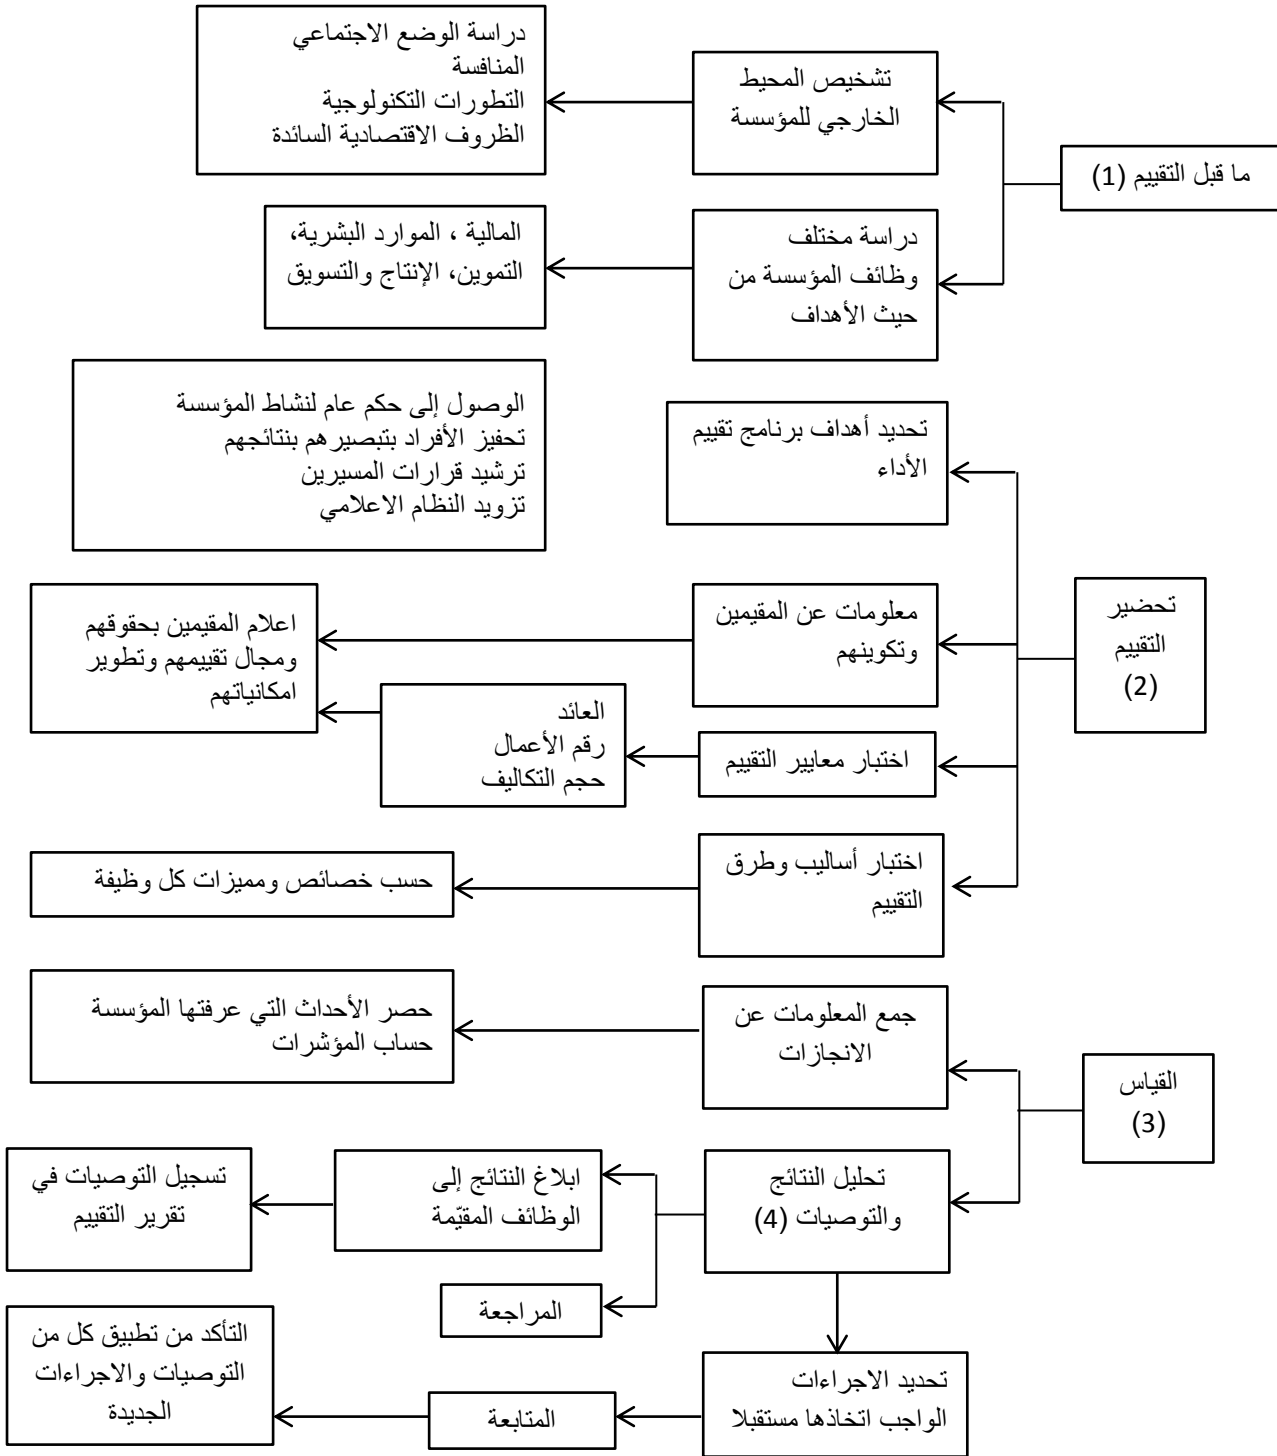 ما قبل التقييم (1)
تشخيص المحيط
الخارجي للمؤسسة
دراسة الوضع الاجتماعي
المنافسة
التطورات التكنولوجية
الظروف الاقتصادية السائدة
دراسة مختلف
وظائف المؤسسة من
حيث الأهداف
المالية ، الموارد البشرية،
التموين، الإنتاج والتسويق
تحضير
التقييم
(2)
تحديد أهداف برنامج تقييم
الأداء
الوصول إلى حكم عام لنشاط المؤسسة
تحفيز الأفراد بتبصيرهم بنتائجهم
ترشيد قرارات المسيرين
تزويد النظام الاعلامي
معلومات عن المقيمين
وتكوينهم
اعلام المقيمين بحقوقهم
ومجال تقييمهم وتطوير
امكانياتهم
اختبار معايير التقييم
العائد
رقم الأعمال
حجم التكاليف
اختبار أساليب وطرق
التقييم
حسب خصائص ومميزات كل وظيفة
القياس
(3)
جمع المعلومات عن
الانجازات
حصر الأحداث التي عرفتها المؤسسة
حساب المؤشرات
تحليل النتائج
والتوصيات (4)
ابلاغ النتائج إلى
الوظائف المقيّمة
تسجيل التوصيات في
تقرير التقييم
المراجعة
تحديد الاجراءات
الواجب اتخاذها مستقبلا
المتابعة
التأكد من تطبيق كل من
التوصيات والاجراءات
الجديدة